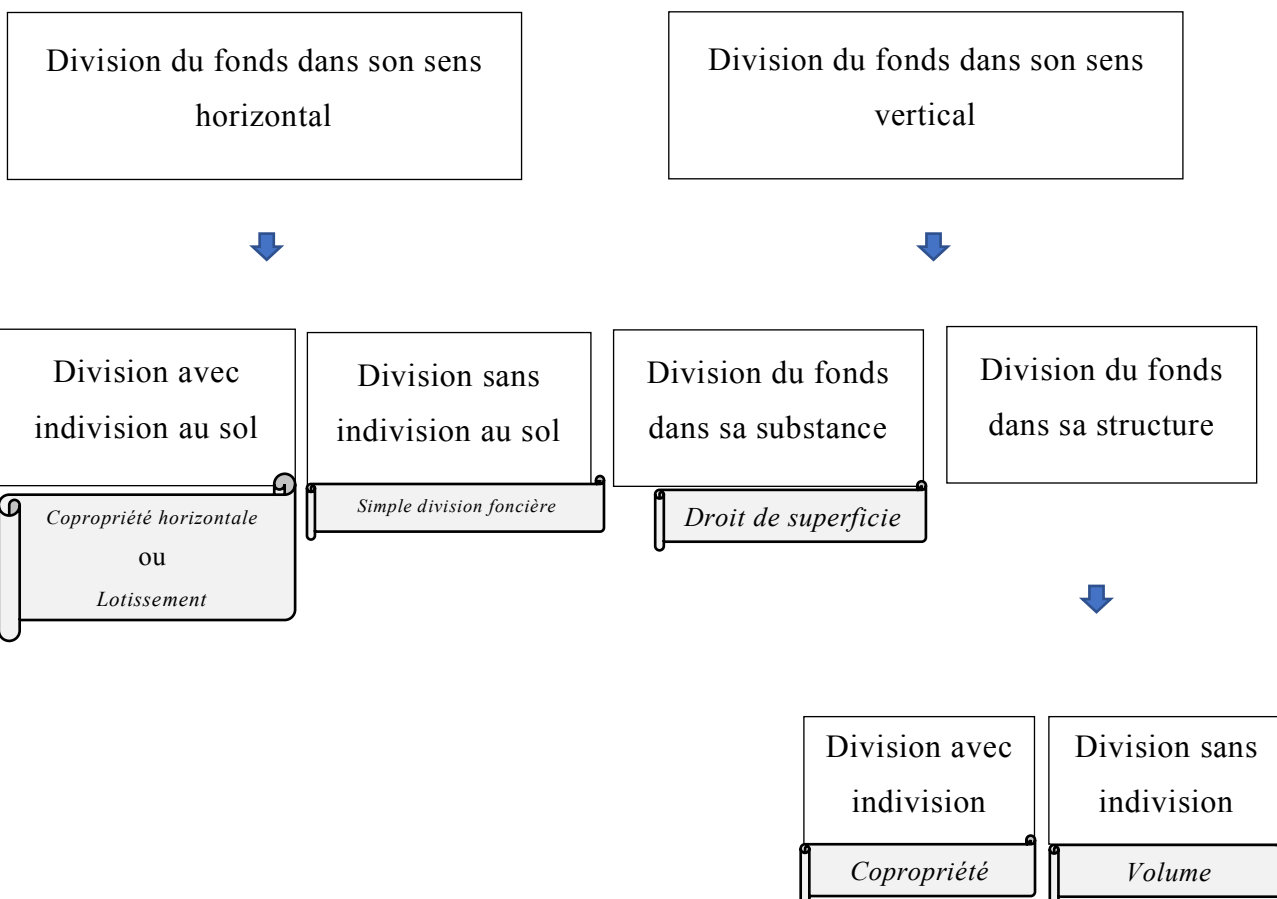 Division du fonds dans son sens
horizontal
Division du fonds dans son sens
vertical
Division avec
indivision au sol
Copropriété horizontale
ou
Lotissement
Division sans
indivision au sol
Simple division foncière
Division du fonds
dans sa substance
Droit de superficie
Division du fonds
dans sa structure
Division avec
indivision
Copropriété
Division sans
indivision
Volume